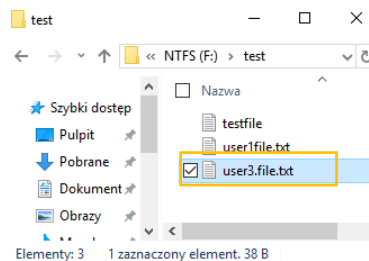 test
« NTFS (F:) › test
Nazwa
Szybki dostęp
Pulpit
Pobrane
Dokument
Obrazy
testfile
user1file.txt
user3.file.txt
Elementy: 3 1 zaznaczony element. 38 B